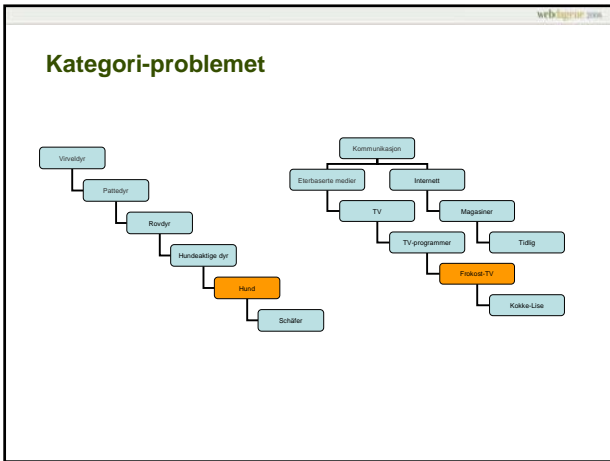 webdagene 2006
Kategori-problemet
Virveldyr
Pattedyr
Rovdyr
Hundeaktige dyr
Hund
Schäfer
Kommunikasjon
Eterbaserte medier
Internett
TV
Magasiner
TV-programmer
Tidlig
Frokost-TV
Kokke-Lise